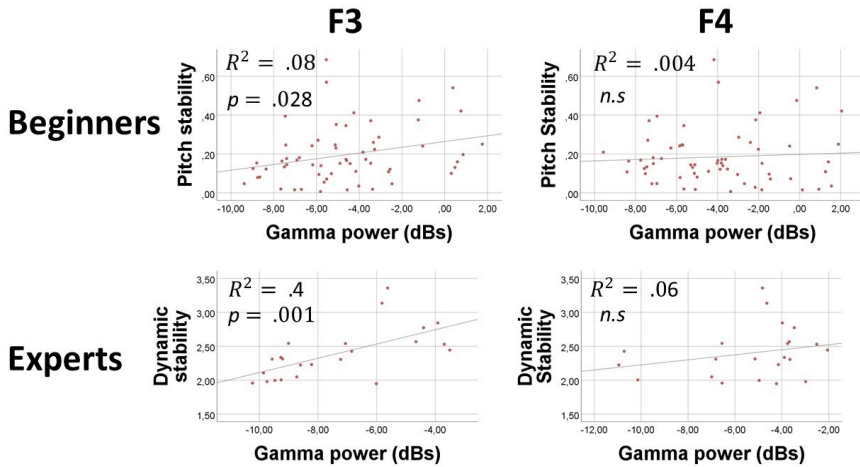 F3
F4
Beginners
Pitch stability
R² = .08
p = .028
,60
,40
,20
,00
-10,00 -8,00 -6,00 -4,00 -2,00 ,00 2,00
Gamma power (dBs)
Pitch Stability
R² = .004
n.s
,60
,40
,20
,00
-10,00 -8,00 -6,00 -4,00 -2,00 ,00 2,00
Gamma power (dBs)
Experts
Dynamic
stability
R² = .4
p = .001
3,50
3,00
2,50
2,00
1,50
-10,00 -8,00 -6,00 -4,00
Gamma power (dBs)
Dynamic
Stability
R² = .06
n.s
3,50
3,00
2,50
2,00
1,50
-12,00 -10,00 -8,00 -6,00 -4,00 -2,00
Gamma power (dBs)